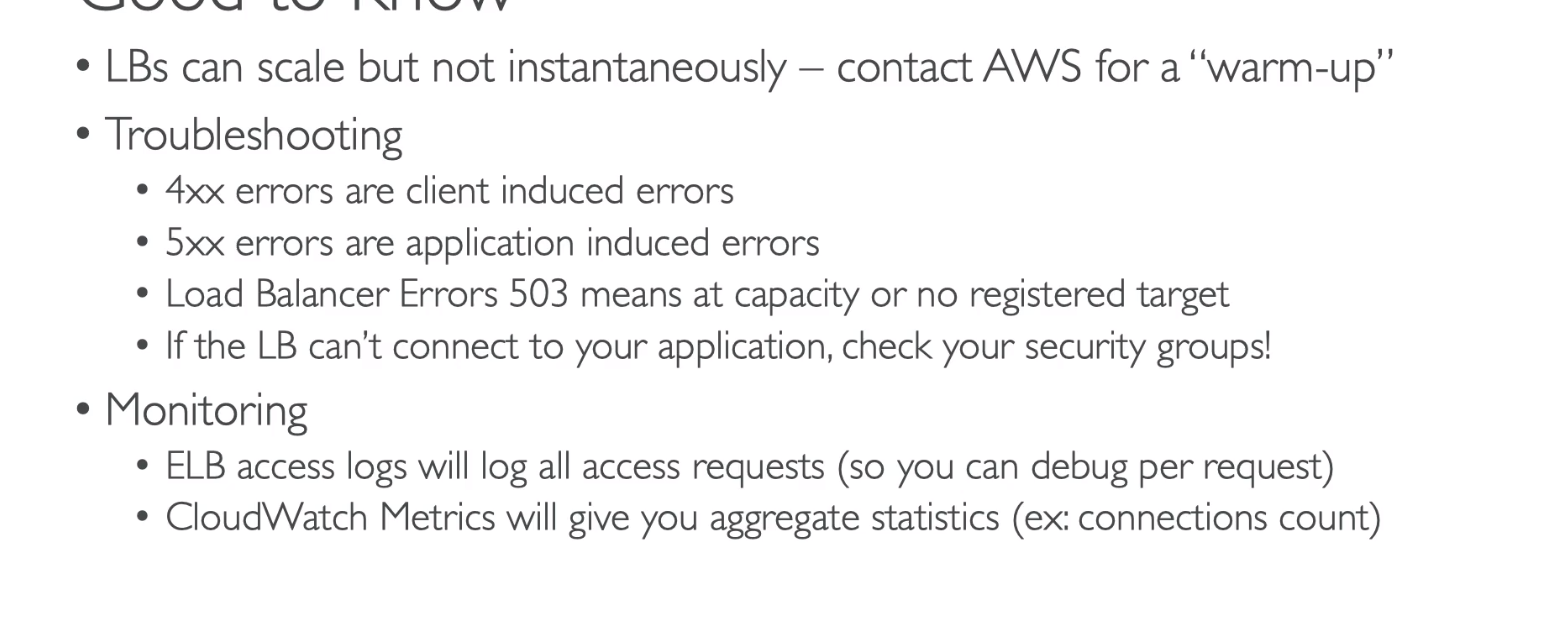 Good to Know
• LBs can scale but not instantaneously – contact AWS for a “warm-up”
• Troubleshooting
• 4xx errors are client induced errors
• 5xx errors are application induced errors
• Load Balancer Errors 503 means at capacity or no registered target
• If the LB can’t connect to your application, check your security groups!
• Monitoring
• ELB access logs will log all access requests (so you can debug per request)
• CloudWatch Metrics will give you aggregate statistics (ex: connections count)